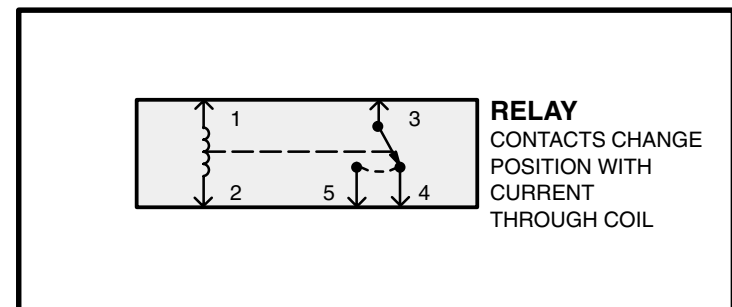 1
3
2
5
4
RELAY
CONTACTS CHANGE
POSITION WITH
CURRENT
THROUGH COIL